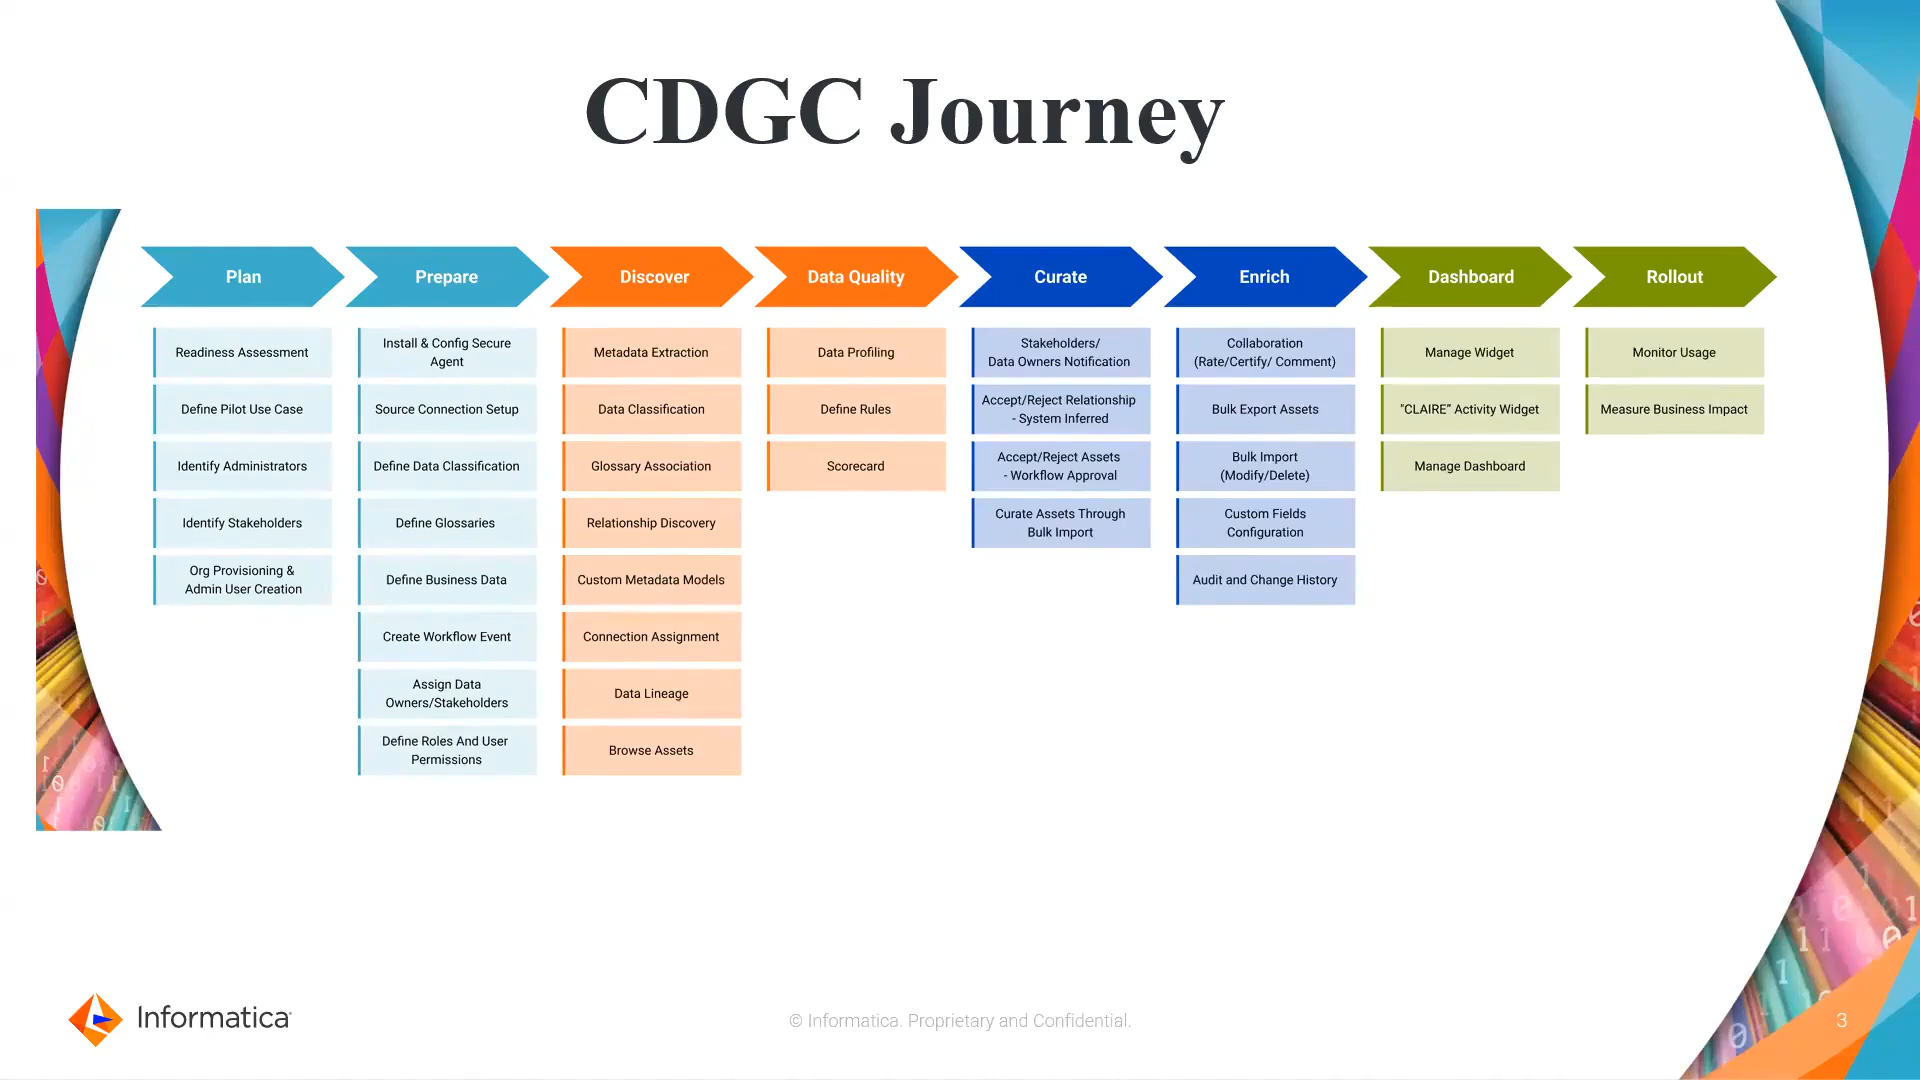 CDGC Journey
Plan
Prepare
Discover
Data Quality
Curate
Enrich
Dashboard
Rollout
Readiness Assessment
Define Pilot Use Case
Identify Administrators
Identify Stakeholders
Org Provisioning &
Admin User Creation
Install & Config Secure
Agent
Source Connection Setup
Define Data Classification
Define Glossaries
Define Business Data
Create Workflow Event
Assign Data
Owners/Stakeholders
Define Roles And User
Permissions
Metadata Extraction
Data Classification
Glossary Association
Relationship Discovery
Custom Metadata Models
Connection Assignment
Data Lineage
Browse Assets
Data Profiling
Define Rules
Scorecard
Stakeholders/
Data Owners Notification
Accept/Reject Relationship
- System Inferred
Accept/Reject Assets
- Workflow Approval
Curate Assets Through
Bulk Import
Collaboration
(Rate/Certify/ Comment)
Bulk Export Assets
Bulk Import
(Modify/Delete)
Custom Fields
Configuration
Audit and Change History
Manage Widget
"CLAIRE” Activity Widget
Manage Dashboard
Monitor Usage
Measure Business Impact
Informatica
© Informatica. Proprietary and Confidential.
3